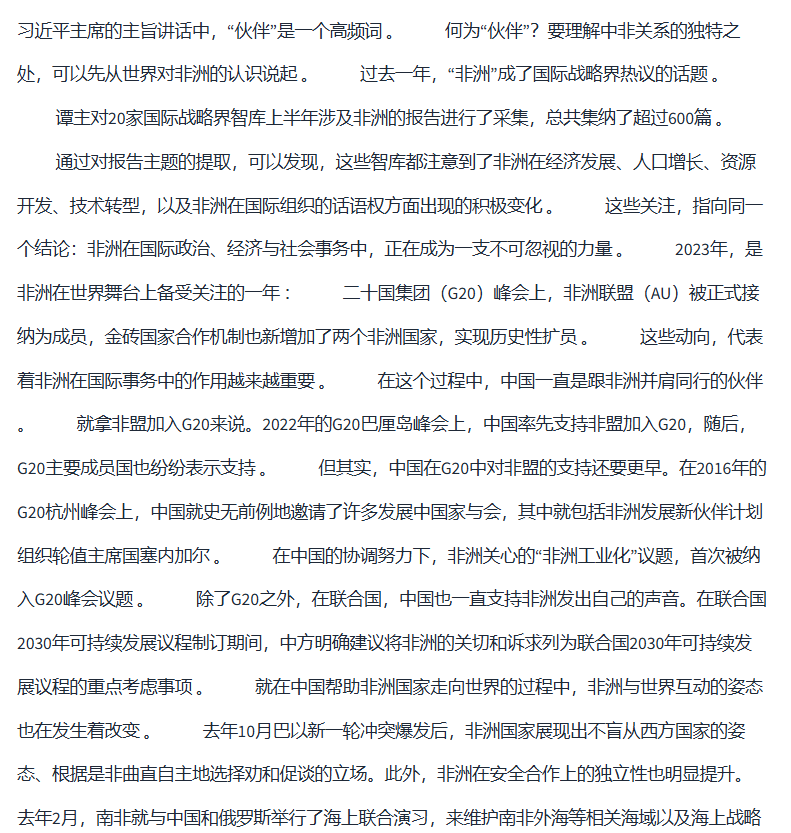 习近平主席的主旨讲话中，“伙伴”是一个高频词 。 何为“伙伴”？要理解中非关系的独特之
处，可以先从世界对非洲的认识说起 。 过去一年，“非洲”成了国际战略界热议的话题 。
谭主对20家国际战略界智库上半年涉及非洲的报告进行了采集，总共集纳了超过600篇 。
通过对报告主题的提取，可以发现，这些智库都注意到了非洲在经济发展、人口增长、资源
开发、技术转型，以及非洲在国际组织的话语权方面出现的积极变化 。 这些关注，指向同一
个结论：非洲在国际政治、经济与社会事务中，正在成为一支不可忽视的力量 。 2023年，是
非洲在世界舞台上备受关注的一年 ： 二十国集团（G20）峰会上，非洲联盟（AU）被正式接
纳为成员，金砖国家合作机制也新增加了两个非洲国家，实现历史性扩员 。 这些动向，代表
着非洲在国际事务中的作用越来越重要 。 在这个过程中，中国一直是跟非洲并肩同行的伙伴
。 就拿非盟加入G20来说。2022年的G20巴厘岛峰会上，中国率先支持非盟加入G20，随后，
G20主要成员国也纷纷表示支持 。 但其实，中国在G20中对非盟的支持还要更早。在2016年的
G20杭州峰会上，中国就史无前例地邀请了许多发展中国家与会，其中就包括非洲发展新伙伴计划
组织轮值主席国塞内加尔 。 在中国的协调努力下，非洲关心的“非洲工业化”议题，首次被纳
入G20峰会议题 。 除了G20之外，在联合国，中国也一直支持非洲发出自己的声音。在联合国
2030年可持续发展议程制订期间，中方明确建议将非洲的关切和诉求列为联合国2030年可持续发
展议程的重点考虑事项 。 就在中国帮助非洲国家走向世界的过程中，非洲与世界互动的姿态
也在发生着改变 。 去年10月巴以新一轮冲突爆发后，非洲国家展现出不盲从西方国家的姿
态、根据是非曲直自主地选择劝和促谈的立场。此外，非洲在安全合作上的独立性也明显提升。
去年2月，南非就与中国和俄罗斯举行了海上联合演习，来维护南非外海等相关海域以及海上战略